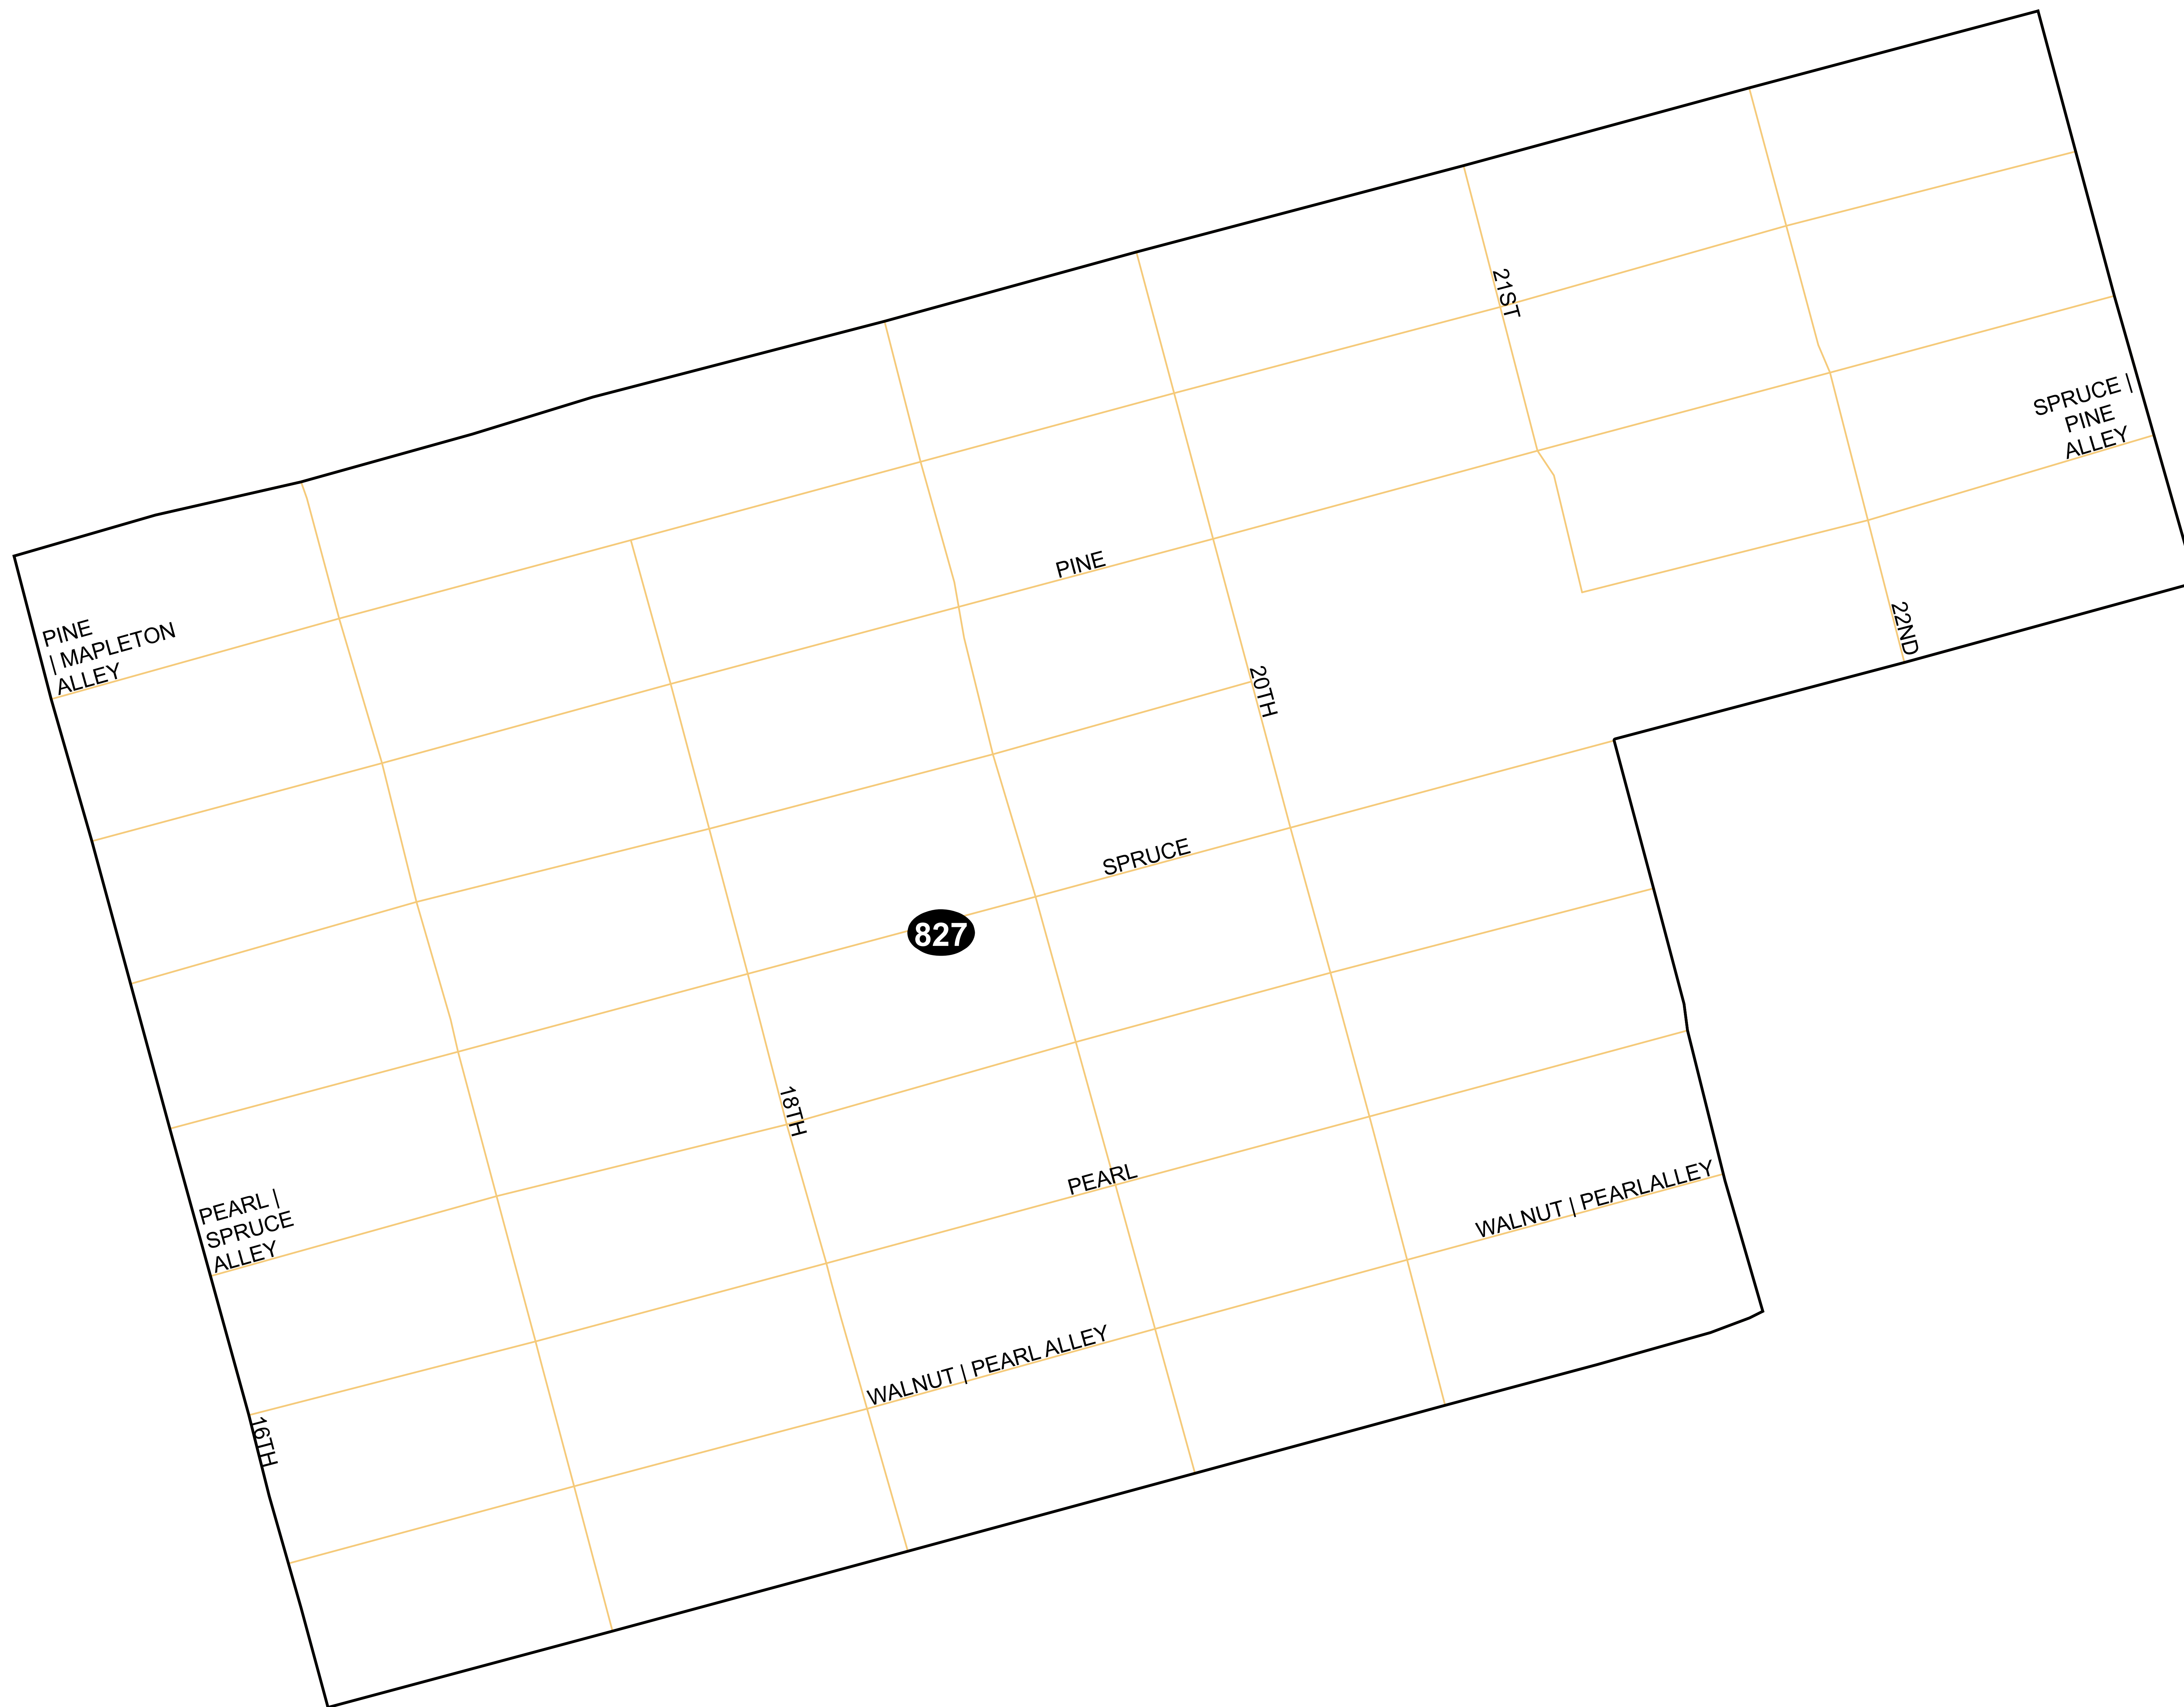 21ST
SPRUCE |
PINE
ALLEY
PINE
22ND
PINE
| MAPLETON
ALLEY
20TH
SPRUCE
827
18TH
PEARL
WALNUT | PEARLALLEY
PEARL |
SPRUCE
ALLEY
WALNUT | PEARL ALLEY
16TH